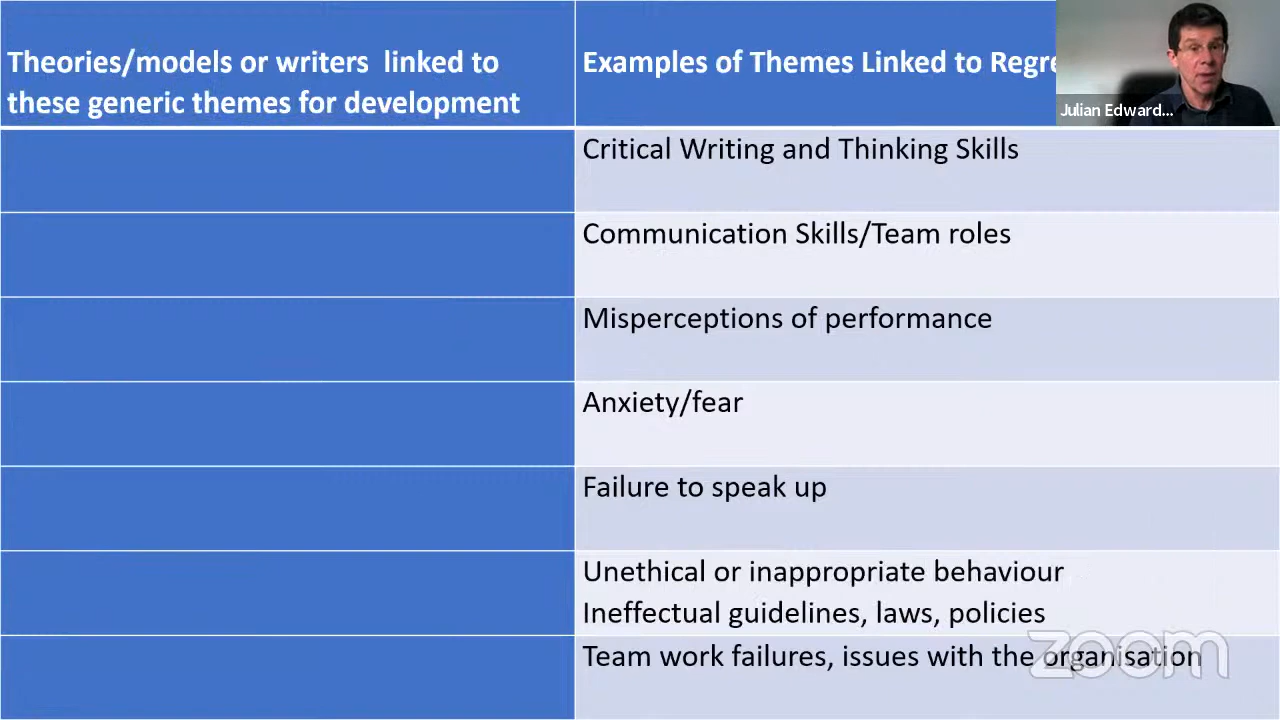 Theories/models or writers linked to
these generic themes for development
Examples of Themes Linked to Regre
Julian Edward...
Critical Writing and Thinking Skills
Communication Skills/Team roles
Misperceptions of performance
Anxiety/fear
Failure to speak up
Unethical or inappropriate behaviour
Ineffectual guidelines, laws, policies
Team work failures, issues with the organisation
zoom